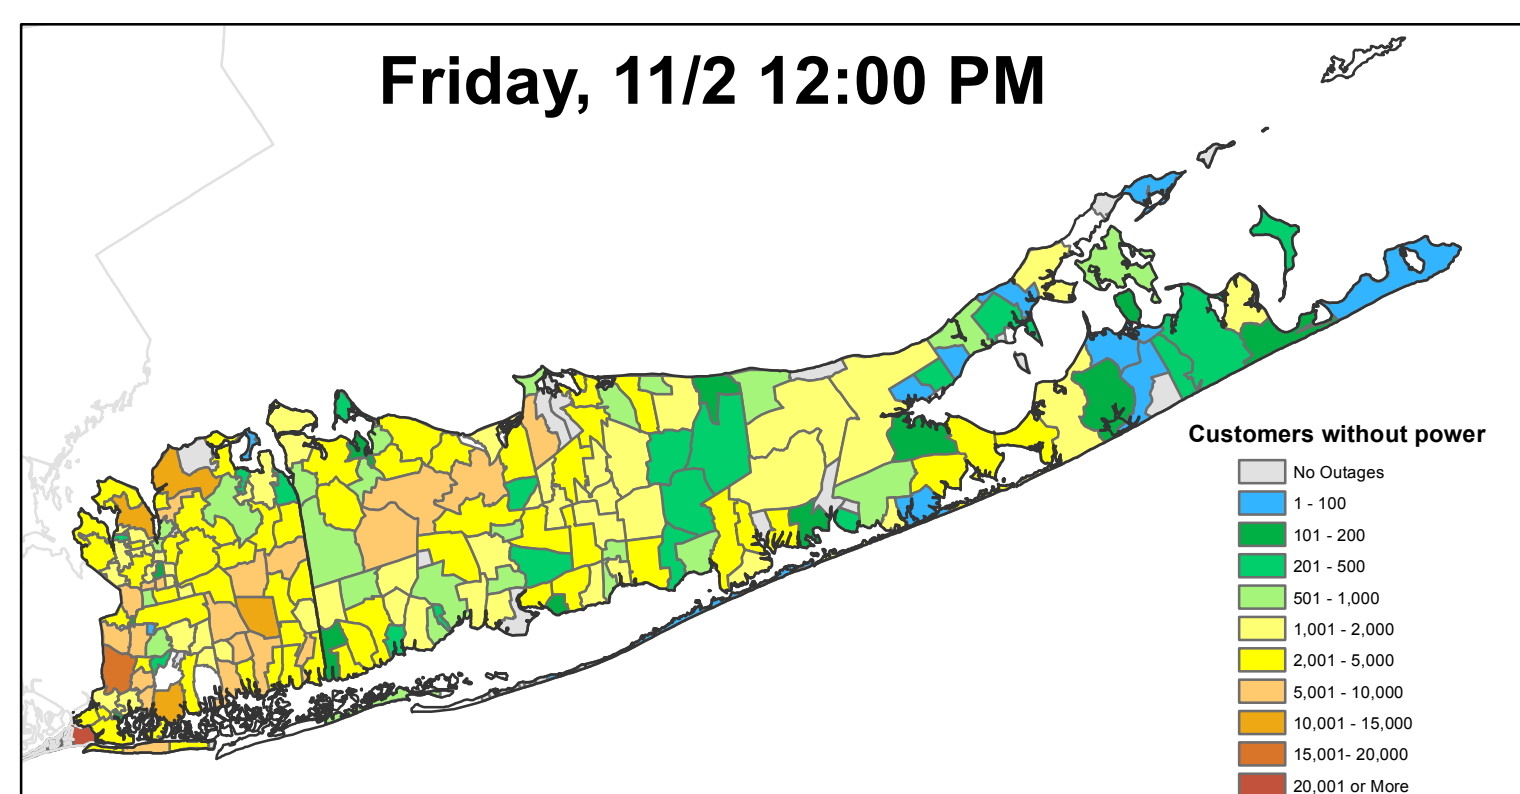 Friday, 11/2 12:00 PM
Customers without power
No Outages
1 - 100
101 - 200
201 - 500
501 - 1,000
1,001 - 2,000
2,001 - 5,000
5,001 - 10,000
10,001 - 15,000
15,001- 20,000
20,001 or More